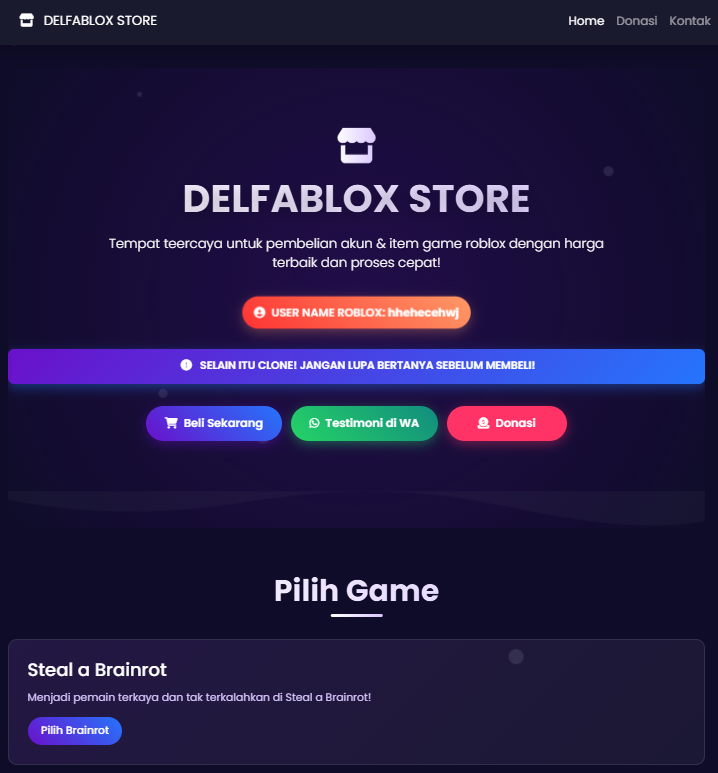 DELFABLOX STORE
Home Donasi Kontak
DELFABLOX STORE
Tempat teercaya untuk pembelian akun & item game roblox dengan harga
terbaik dan proses cepat!
USER NAME ROBLOX: hhehecehwj
SELAIN ITU CLONE! JANGAN LUPA BERTANYA SEBELUM MEMBELI!
Beli Sekarang
Testimoni di WA
Donasi
Pilih Game
Steal a Brainrot
Menjadi pemain terkaya dan tak terkalahkan di Steal a Brainrot!
Pilih Brainrot